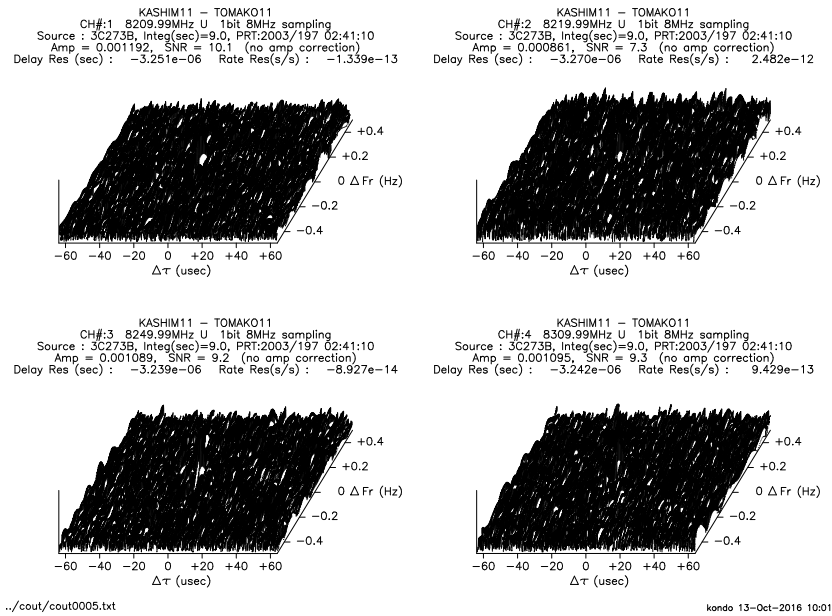 KASHIM11 − TOMAKO11
CH#:1 8209.99MHz U 1bit 8MHz sampling
Source : 3C273B, Integ(sec)=9.0, PRT:2003/197 02:41:10
Amp = 0.001192, SNR = 10.1 (no amp correction)
Delay Res (sec) : −3.251e−06 Rate Res(s/s) : −1.339e−13
+0.4
+0.2
0 Δ Fr (Hz)
−0.2
−0.4
−60 −40 −20 0 +20 +40 +60
Δτ (usec)
KASHIM11 − TOMAKO11
CH#:2 8219.99MHz U 1bit 8MHz sampling
Source : 3C273B, Integ(sec)=9.0, PRT:2003/197 02:41:10
Amp = 0.000861, SNR = 7.3 (no amp correction)
Delay Res (sec) : −3.270e−06 Rate Res(s/s) : 2.482e−12
+0.4
+0.2
0 Δ Fr (Hz)
−0.2
−0.4
−60 −40 −20 0 +20 +40 +60
Δτ (usec)
KASHIM11 − TOMAKO11
CH#:3 8249.99MHz U 1bit 8MHz sampling
Source : 3C273B, Integ(sec)=9.0, PRT:2003/197 02:41:10
Amp = 0.001089, SNR = 9.2 (no amp correction)
Delay Res (sec) : −3.239e−06 Rate Res(s/s) : −8.927e−14
+0.4
+0.2
0 Δ Fr (Hz)
−0.2
−0.4
−60 −40 −20 0 +20 +40 +60
Δτ (usec)
KASHIM11 − TOMAKO11
CH#:4 8309.99MHz U 1bit 8MHz sampling
Source : 3C273B, Integ(sec)=9.0, PRT:2003/197 02:41:10
Amp = 0.001095, SNR = 9.3 (no amp correction)
Delay Res (sec) : −3.242e−06 Rate Res(s/s) : 9.429e−13
+0.4
+0.2
0 Δ Fr (Hz)
−0.2
−0.4
−60 −40 −20 0 +20 +40 +60
Δτ (usec)
../cout/cout0005.txt
kondo 13−Oct−2016 10:01